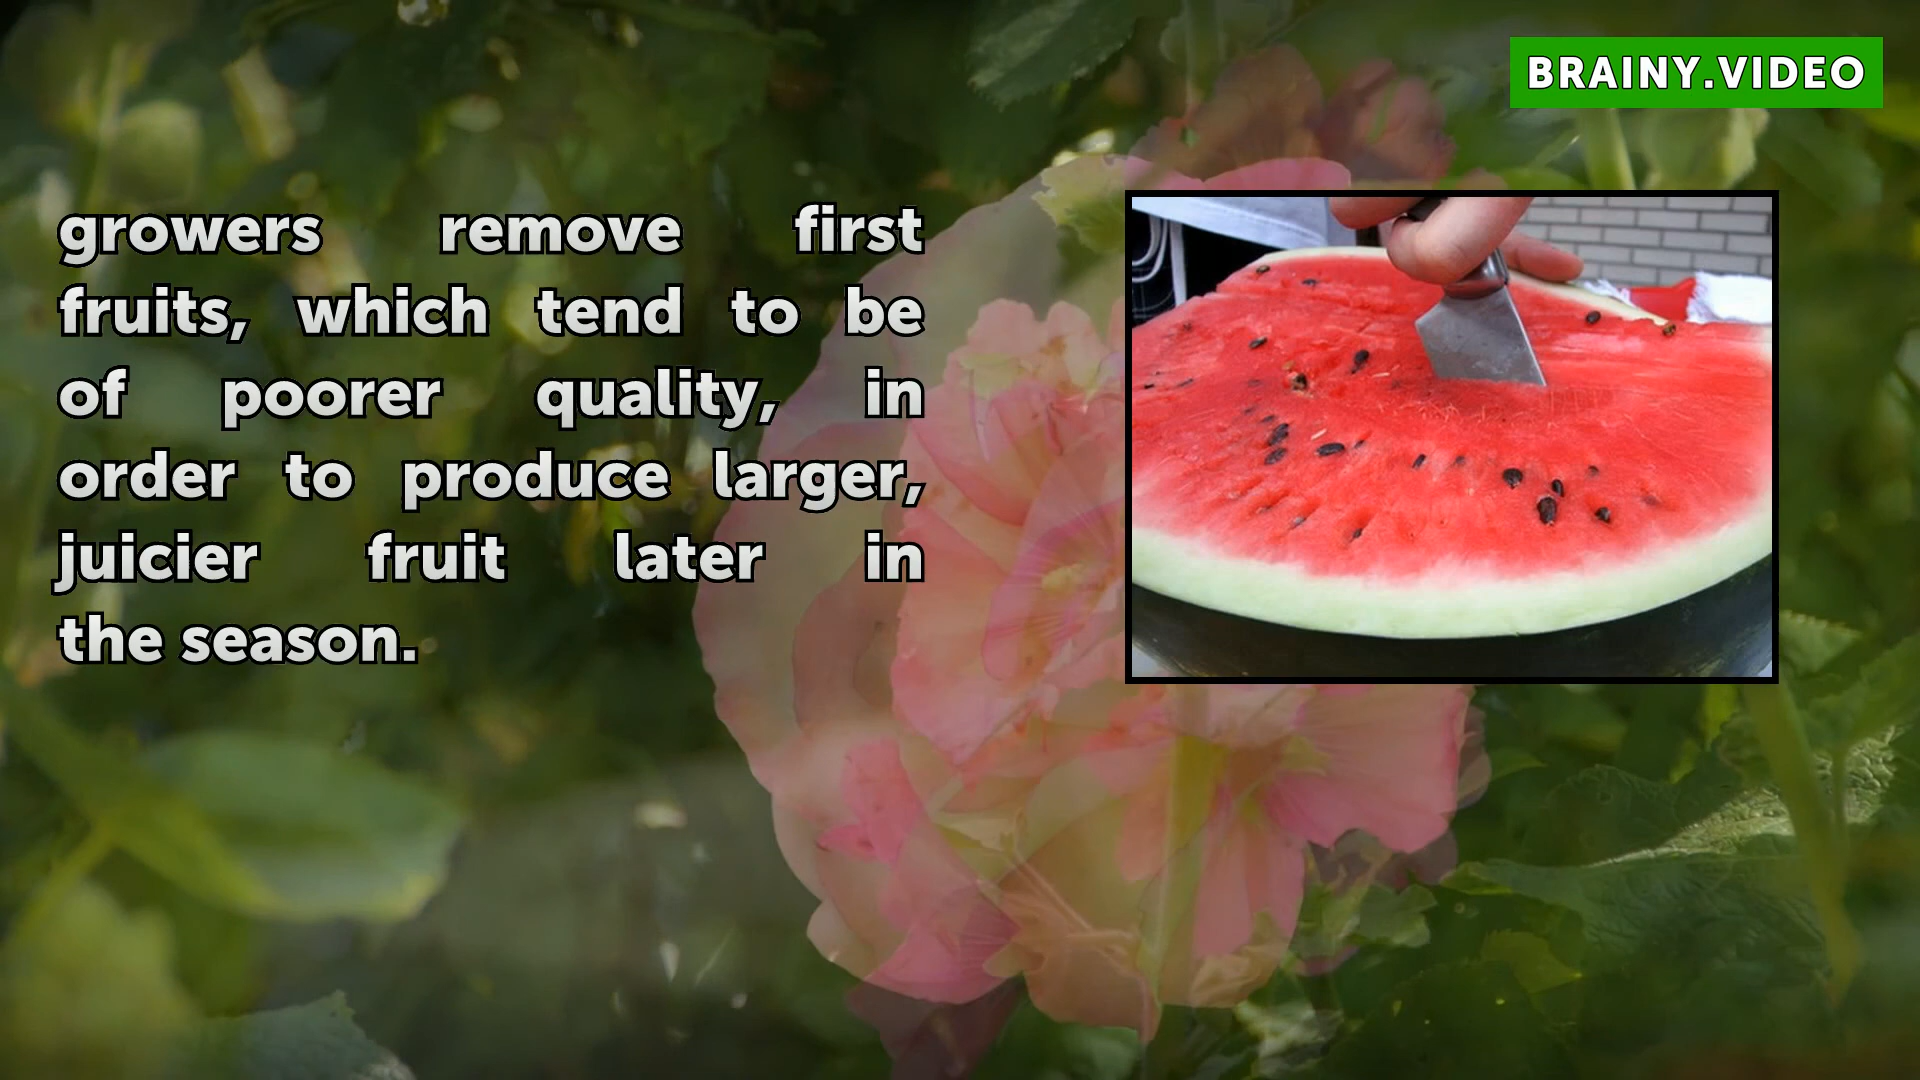 BRAINY.VIDEO
growers remove first
fruits, which tend to be
of poorer quality, in
order to produce larger,
juicier fruit later in
the season.